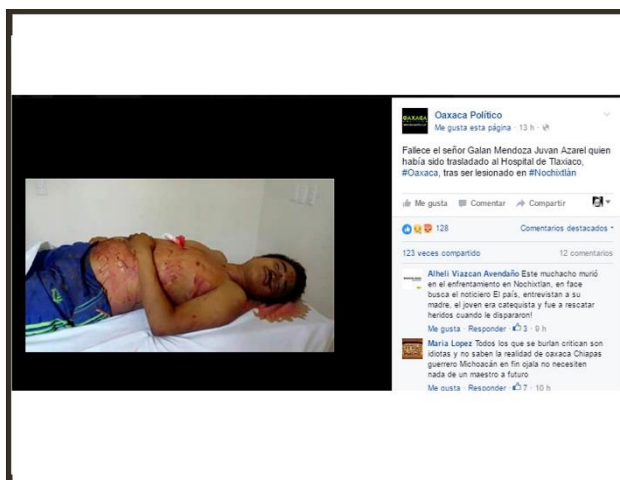 OAXACA
Oaxaca Político
Me gusta esta página · 13 h ·
Fallece el señor Galan Mendoza Juvan Azarel quien
había sido trasladado al Hospital de Tlaxiaco,
#Oaxaca, tras ser lesionado en #Nochixtlán
Me gusta Comentar Compartir
128 Comentarios destacados
123 veces compartido 12 comentarios
Alheli Viazcan Avendaño Este muchacho murió
en el enfrentamiento en Nochixtlan, en face
busca el noticiero El país, entrevistan a su
madre, el joven era catequista y fue a rescatar
heridos cuando le dispararon!
Me gusta · Responder · 3 · 9 h
Maria Lopez Todos los que se burlan critican son
idiotas y no saben la realidad de oaxaca Chiapas
guerrero Michoacán en fin ojala no necesiten
nada de un maestro a futuro
Me gusta · Responder · 7 · 10 h